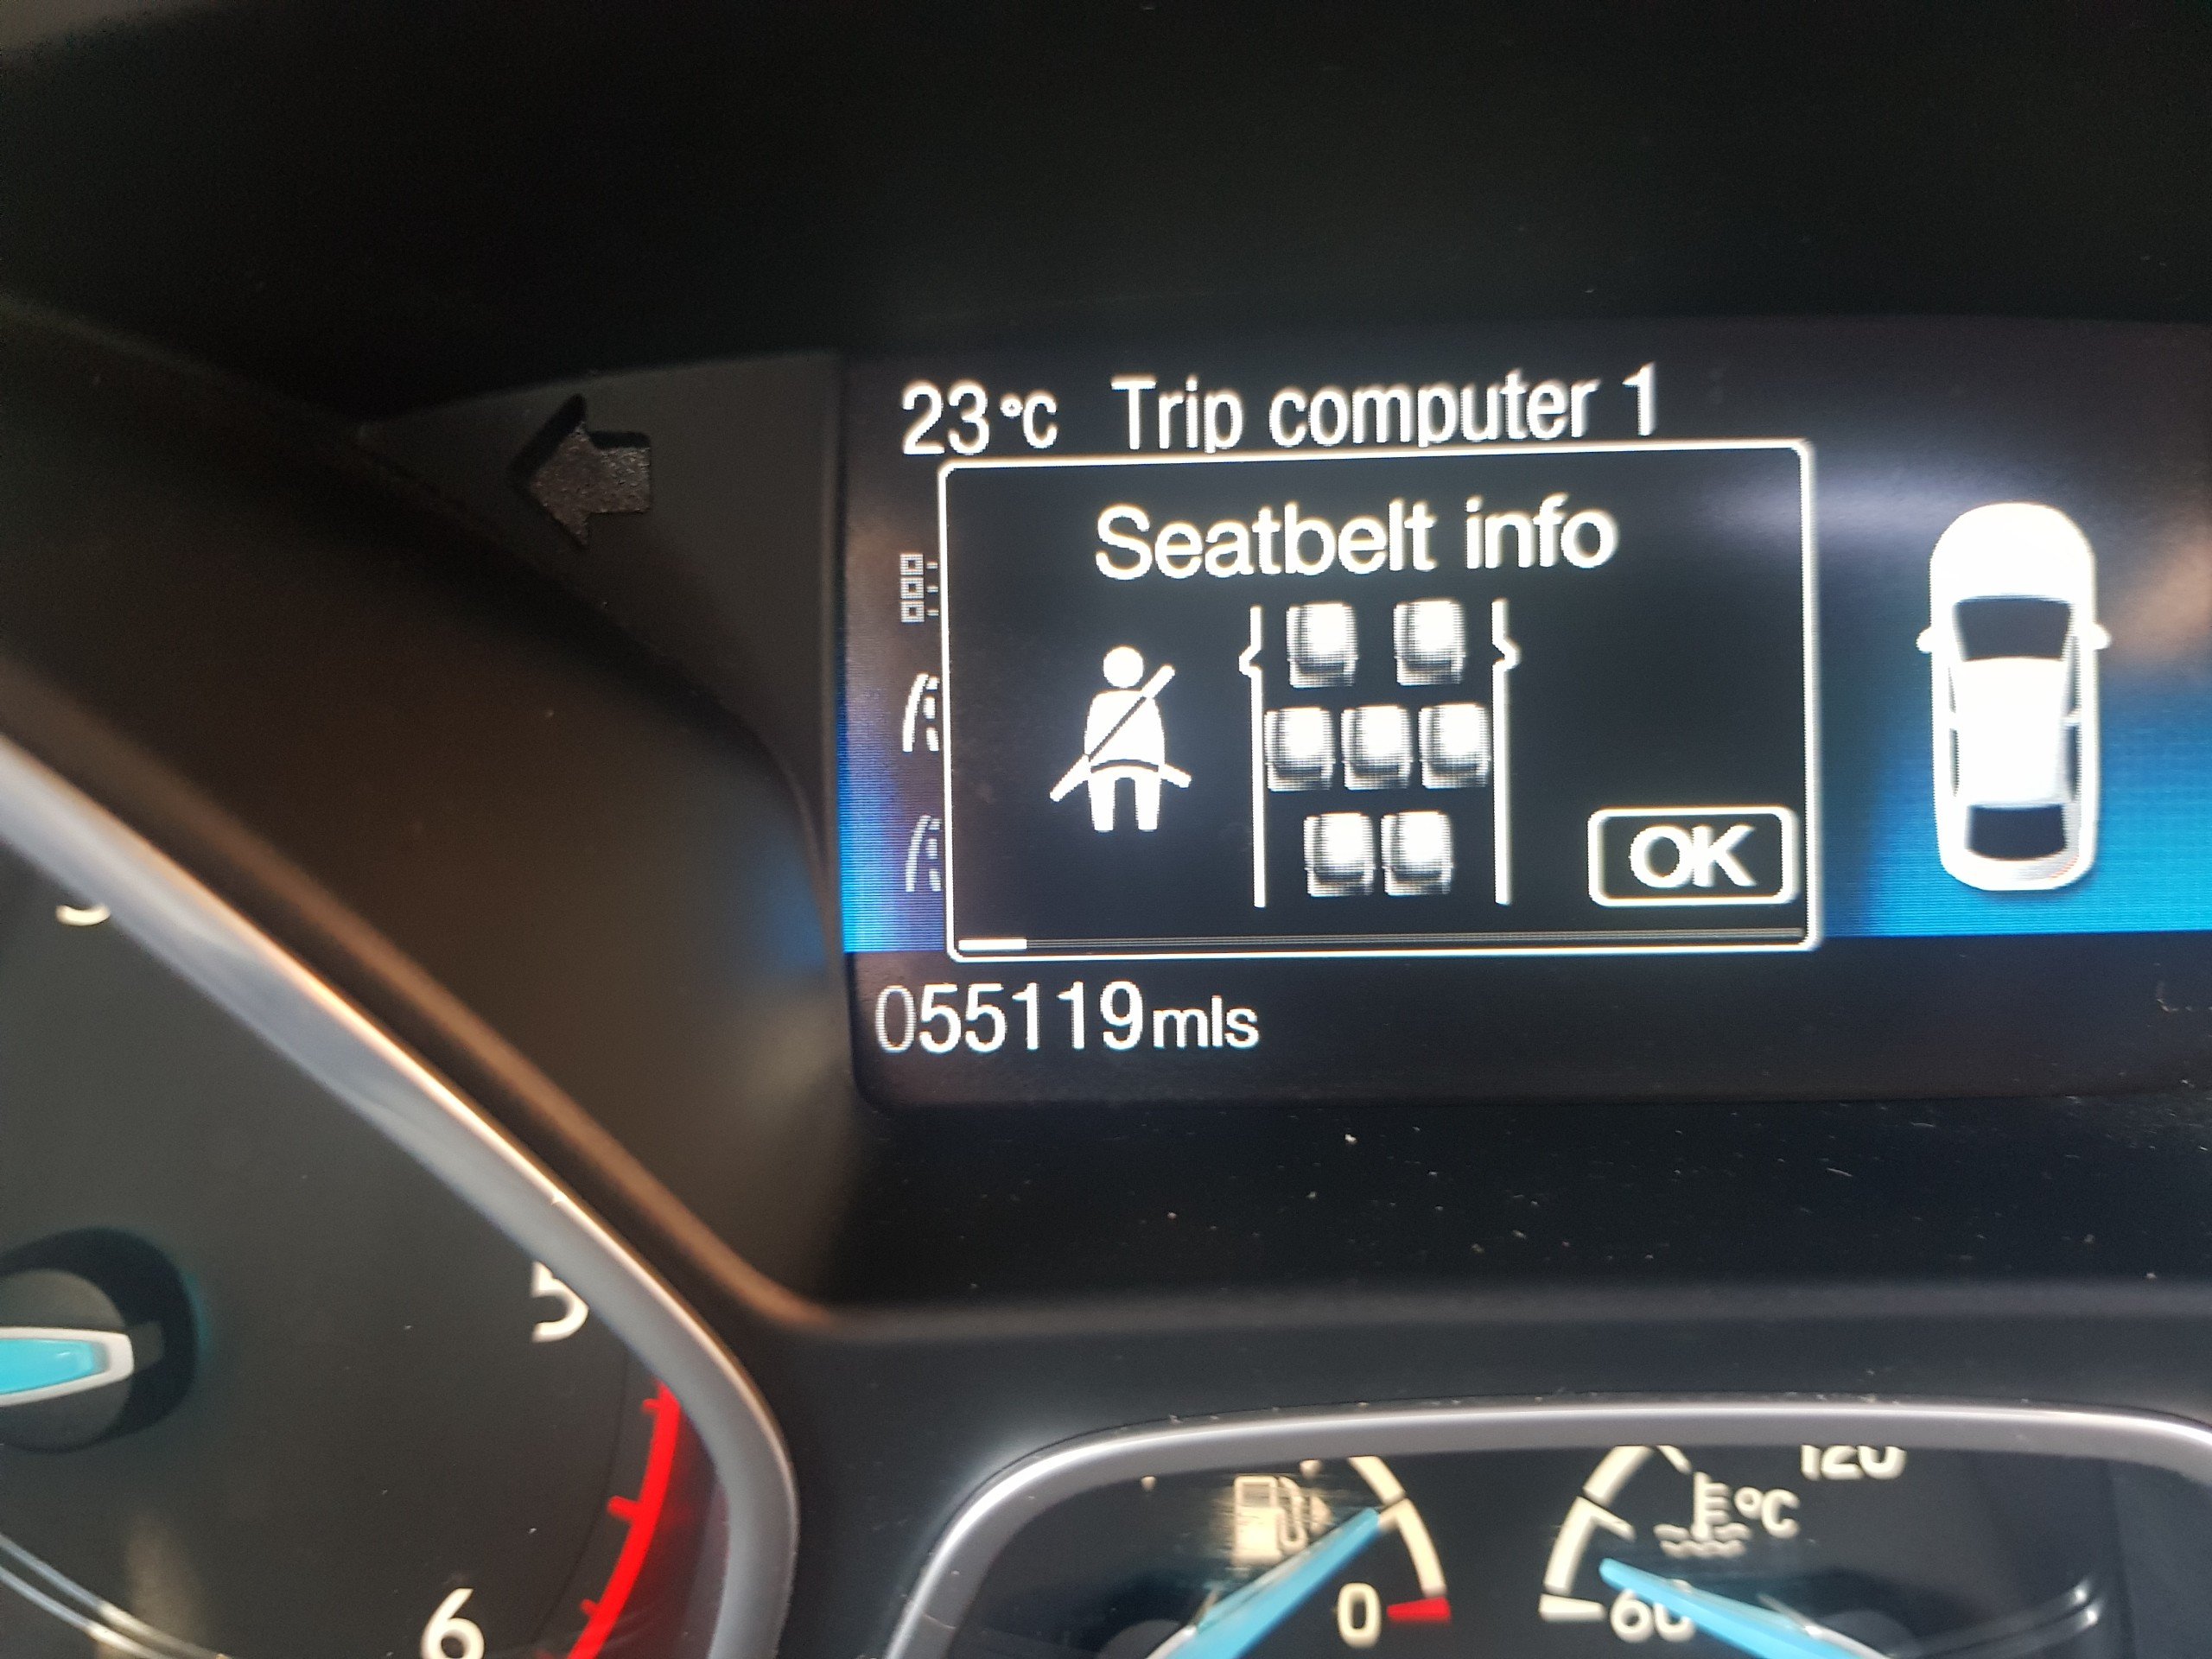 23°C Trip computer 1
Seatbelt info
OK
055119mls
5
6
0
60
°C
120